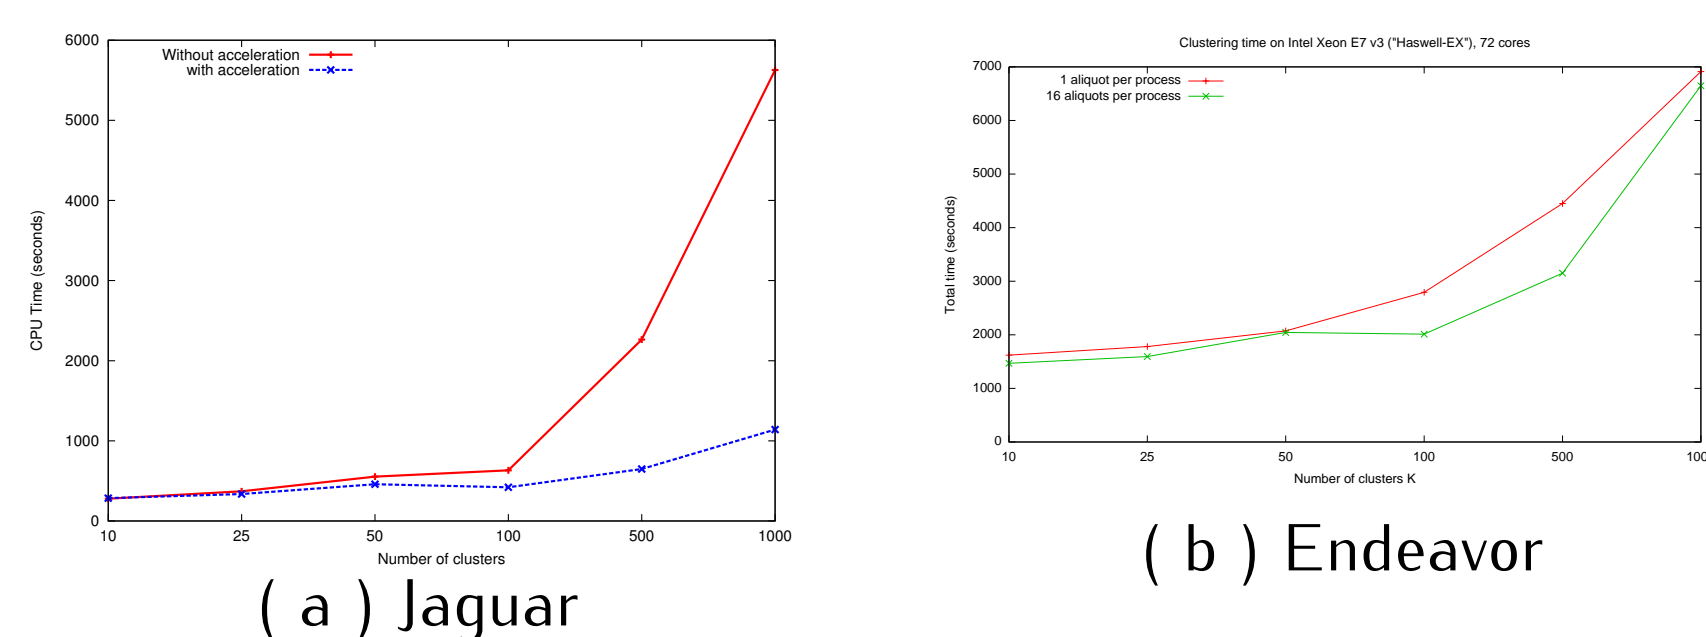 6000
5000
4000
3000
2000
1000
0
CPU Time (seconds)
Without acceleration
with acceleration
10 25 50 100 500 1000
Number of clusters
( a ) Jaguar
Clustering time on Intel Xeon E7 v3 ("Haswell-EX"), 72 cores
7000
6000
5000
4000
3000
2000
1000
0
Total time (seconds)
1 aliquot per process
16 aliquots per process
10 25 50 100 500 100
Number of clusters K
( b ) Endeavor